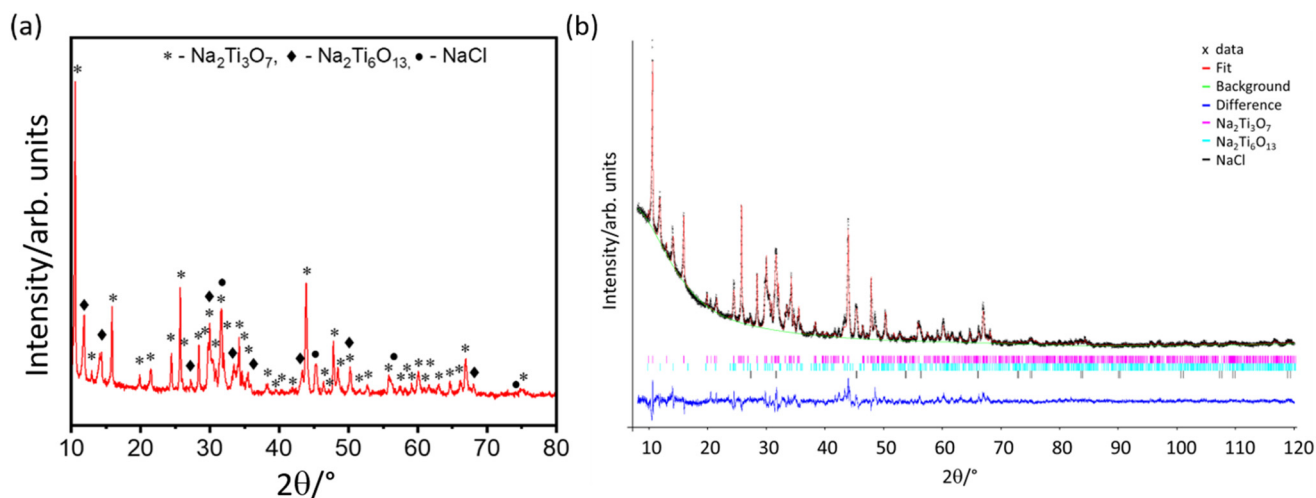 (a)
* - Na₂Ti₃O₇, ♦ - Na₂Ti₆O₁₃, ● - NaCl
Intensity/arb. units
10 20 30 40 50 60 70 80
2θ/°
(b)
x data
Fit
Background
Difference
Na₂Ti₃O₇
Na₂Ti₆O₁₃
NaCl
Intensity/arb. units
10 20 30 40 50 60 70 80 90 100 110 120
2θ/°